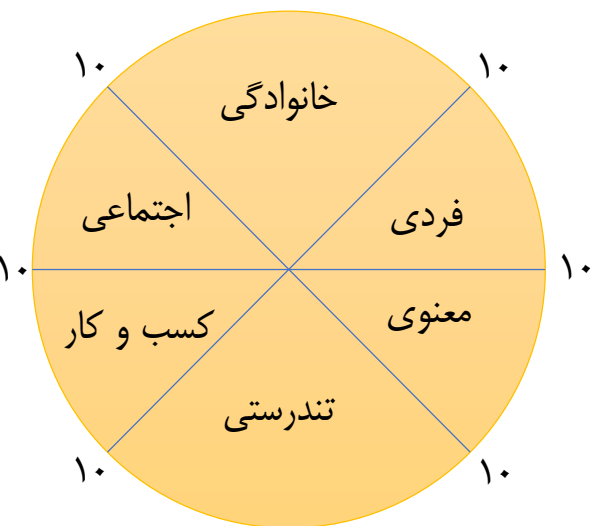 ۱۰
۱۰
خانوادگی
فردی
اجتماعی
۱۰
۱۰
معنوی
کسب و کار
تندرستی
۱۰
۱۰